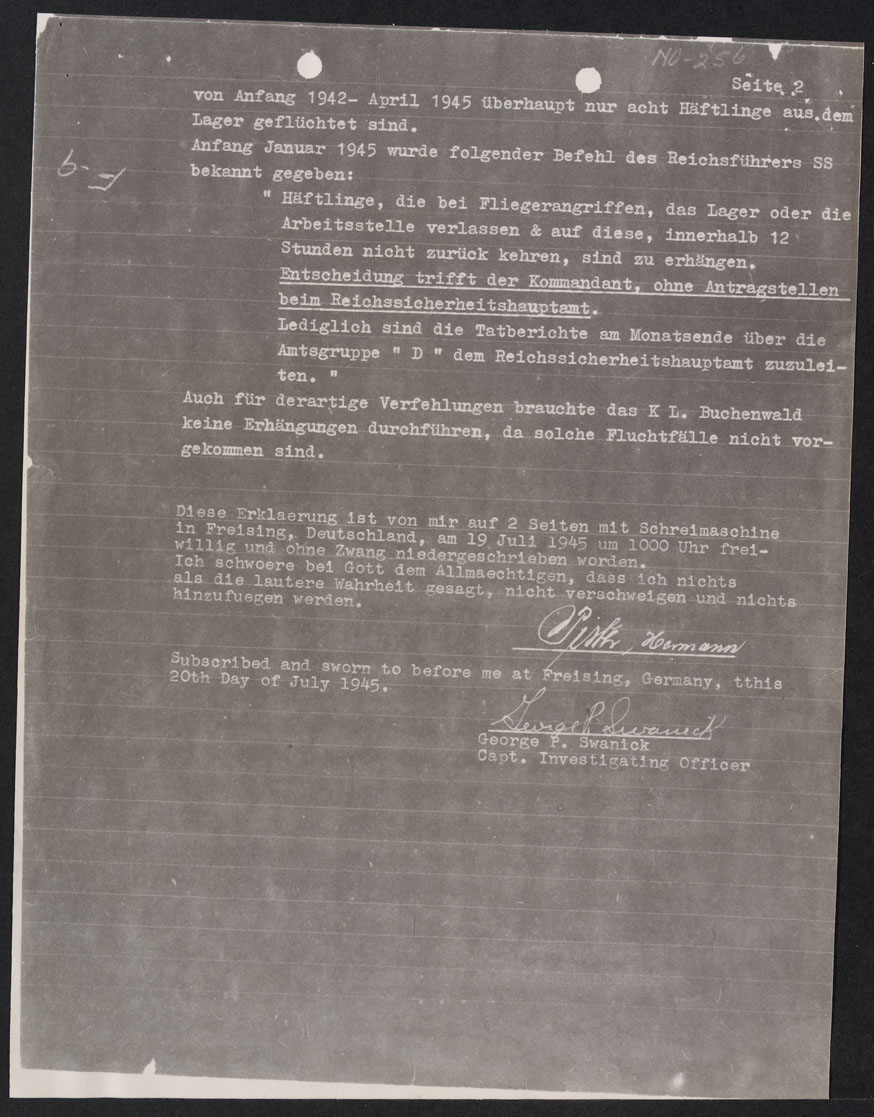 NO-256
Seite 2
von Anfang 1942- April 1945 überhaupt nur acht Häftlinge aus dem
Lager geflüchtet sind.
Anfang Januar 1945 wurde folgender Befehl des Reichsführers SS
bekannt gegeben:
" Häftlinge, die bei Fliegerangriffen, das Lager oder die
Arbeitsstelle verlassen & auf diese, innerhalb 12
Stunden nicht zurück kehren, sind zu erhängen.
Entscheidung trifft der Kommandant, ohne Antragstellen
beim Reichssicherheitshauptamt.
Lediglich sind die Tatberichte am Monatsende über die
Amtsgruppe " D " dem Reichssicherheitshauptamt zuzulei-
ten. "
Auch für derartige Verfehlungen brauchte das K L. Buchenwald
keine Erhängungen durchführen, da solche Fluchtfälle nicht vor-
gekommen sind.
Diese Erklaerung ist von mir auf 2 Seiten mit Schreimaschine
in Freising, Deutschland, am 19 Juli 1945 um 1000 Uhr frei-
willig und ohne Zwang niedergeschrieben worden.
Ich schwoere bei Gott dem Allmaechtigen, dass ich nichts
als die lautere Wahrheit gesagt, nicht verschweigen und nichts
hinzufuegen werden.
Pister, Hermann
Subscribed and sworn to before me at Freising, Germany, tthis
20th Day of July 1945.
George P Swanick
George P. Swanick
Capt. Investigating Officer